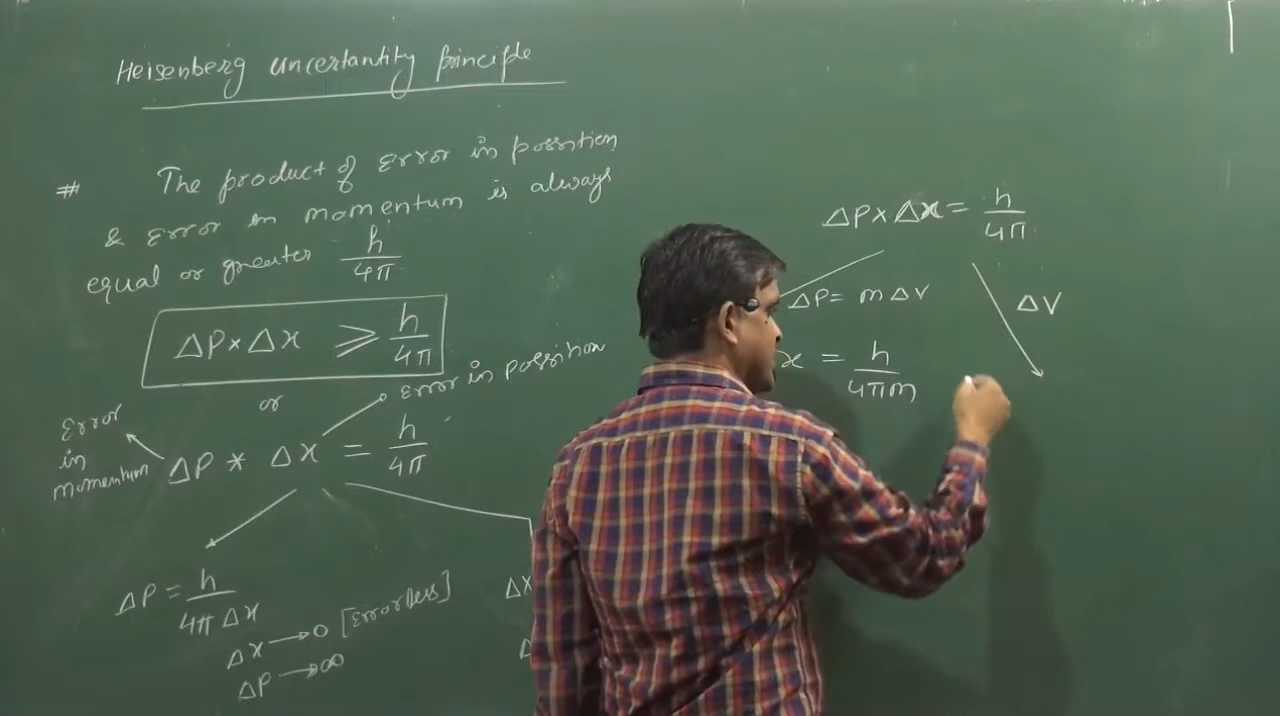 Heisenberg uncertantity principle
# The product of error in possition
& error in momentum is always
equal or greater h/4π
ΔP×Δx ⩾ h/4π
or
error in possition
Error
in
momentum
ΔP * Δx = h/4π
ΔP = h/4πΔx
Δx → 0 [Errorless]
ΔP → ∞
ΔX
Δ
ΔP×Δx = h/4π
ΔP = mΔV
x = h/4πm
ΔV